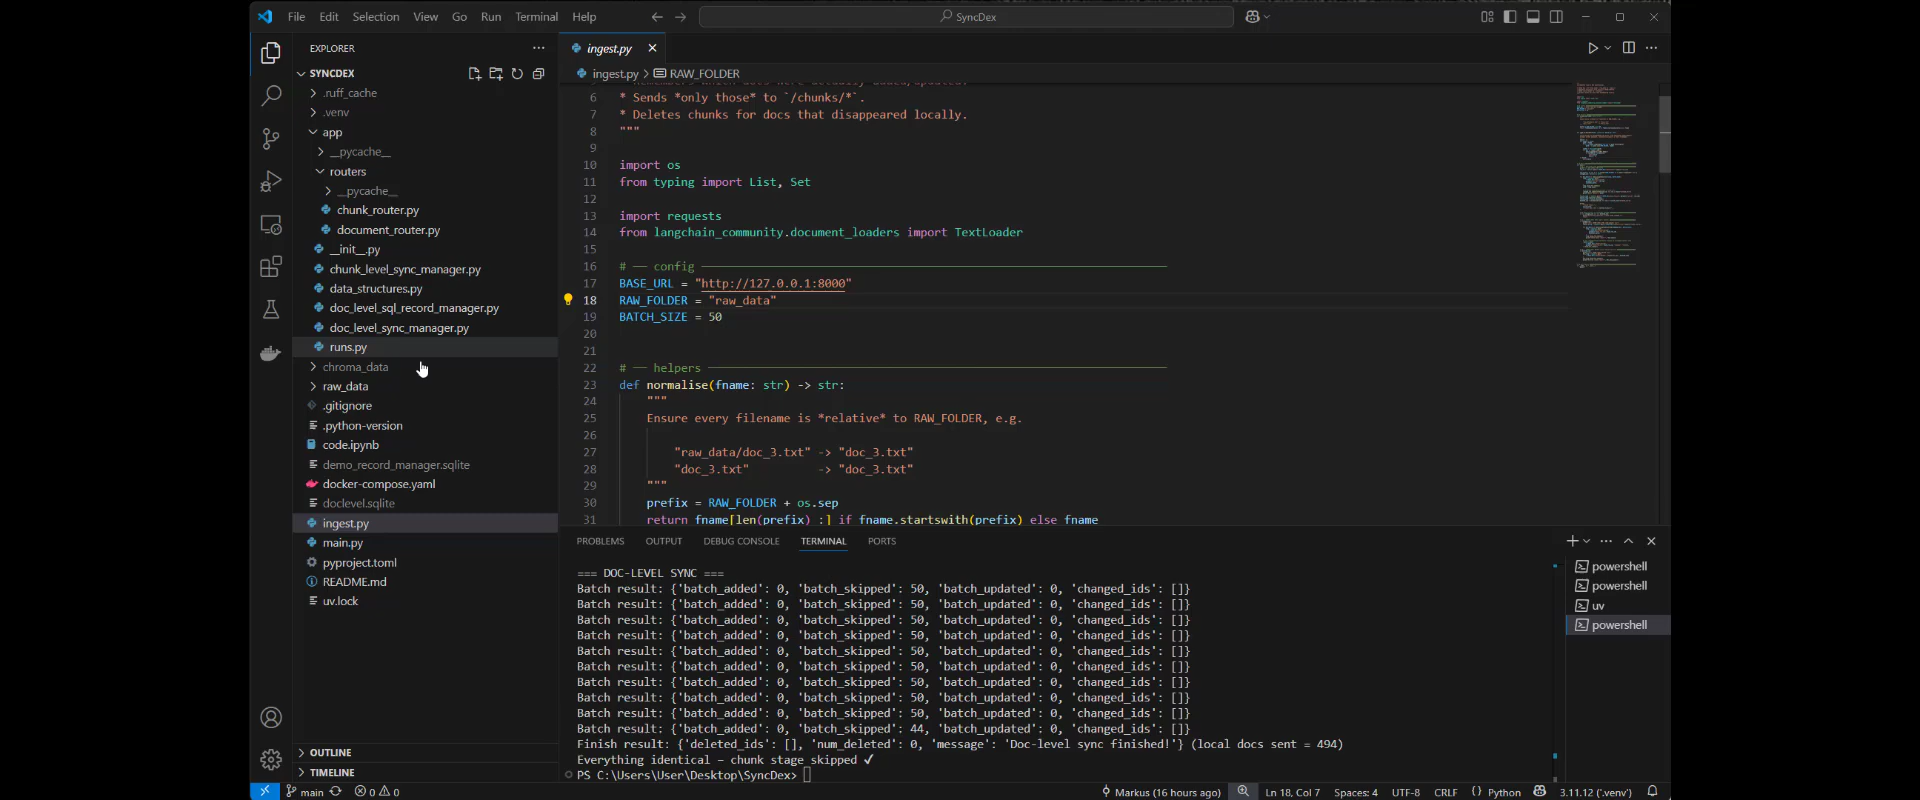 File Edit Selection View Go Run Terminal Help
SyncDex
EXPLORER
SYNCDEX
.ruff_cache
.venv
app
__pycache__
routers
__pycache__
chunk_router.py
document_router.py
__init__.py
chunk_level_sync_manager.py
data_structures.py
doc_level_sql_record_manager.py
doc_level_sync_manager.py
runs.py
chroma_data
raw_data
.gitignore
.python-version
code.ipynb
demo_record_manager.sqlite
docker-compose.yaml
doclevel.sqlite
ingest.py
main.py
pyproject.toml
README.md
uv.lock
OUTLINE
TIMELINE
ingest.py
ingest.py > RAW_FOLDER
6 * Sends *only those* to `/chunks/*`.
7 * Deletes chunks for docs that disappeared locally.
8 """
9
10 import os
11 from typing import List, Set
12
13 import requests
14 from langchain_community.document_loaders import TextLoader
15
16 # — config
17 BASE_URL = "http://127.0.0.1:8000"
18 RAW_FOLDER = "raw_data"
19 BATCH_SIZE = 50
20
21
22 # — helpers
23 def normalise(fname: str) -> str:
24 """
25 Ensure every filename is *relative* to RAW_FOLDER, e.g.
26
27 "raw_data/doc_3.txt" -> "doc_3.txt"
28 "doc_3.txt" -> "doc_3.txt"
29 """
30 prefix = RAW_FOLDER + os.sep
31 return fname[len(prefix) :] if fname.startswith(prefix) else fname
PROBLEMS OUTPUT DEBUG CONSOLE TERMINAL PORTS
=== DOC-LEVEL SYNC ===
Batch result: {'batch_added': 0, 'batch_skipped': 50, 'batch_updated': 0, 'changed_ids': []}
Batch result: {'batch_added': 0, 'batch_skipped': 50, 'batch_updated': 0, 'changed_ids': []}
Batch result: {'batch_added': 0, 'batch_skipped': 50, 'batch_updated': 0, 'changed_ids': []}
Batch result: {'batch_added': 0, 'batch_skipped': 50, 'batch_updated': 0, 'changed_ids': []}
Batch result: {'batch_added': 0, 'batch_skipped': 50, 'batch_updated': 0, 'changed_ids': []}
Batch result: {'batch_added': 0, 'batch_skipped': 50, 'batch_updated': 0, 'changed_ids': []}
Batch result: {'batch_added': 0, 'batch_skipped': 50, 'batch_updated': 0, 'changed_ids': []}
Batch result: {'batch_added': 0, 'batch_skipped': 50, 'batch_updated': 0, 'changed_ids': []}
Batch result: {'batch_added': 0, 'batch_skipped': 50, 'batch_updated': 0, 'changed_ids': []}
Batch result: {'batch_added': 0, 'batch_skipped': 44, 'batch_updated': 0, 'changed_ids': []}
Finish result: {'deleted_ids': [], 'num_deleted': 0, 'message': 'Doc-level sync finished!'} (local docs sent = 494)
Everything identical – chunk stage skipped ✓
PS C:\Users\User\Desktop\SyncDex>
powershell
powershell
uv
powershell
main 0 0 Markus (16 hours ago) Ln 18, Col 7 Spaces: 4 UTF-8 CRLF Python 3.11.12 ('.venv')